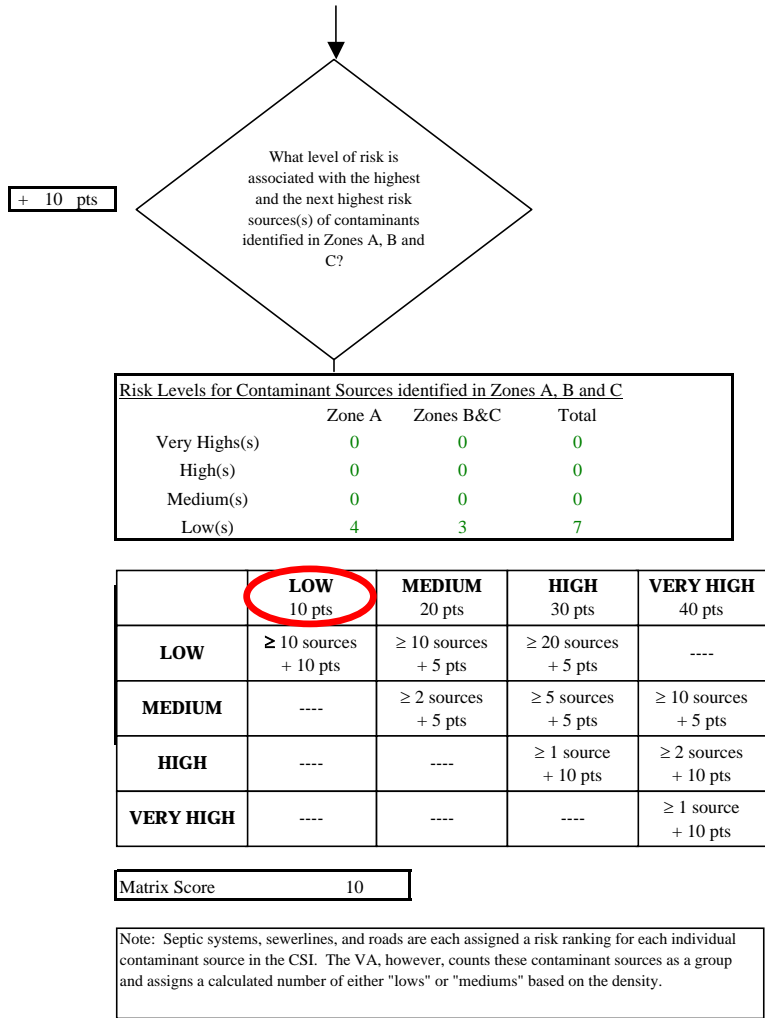 What level of risk is
associated with the highest
and the next highest risk
sources(s) of contaminants
identified in Zones A, B and
C?
+ 10 pts
Risk Levels for Contaminant Sources identified in Zones A, B and C
Zone A Zones B&C Total
Very Highs(s) 0 0 0
High(s) 0 0 0
Medium(s) 0 0 0
Low(s) 4 3 7
LOW MEDIUM HIGH VERY HIGH
10 pts 20 pts 30 pts 40 pts
LOW ≥ 10 sources ≥ 10 sources ≥ 20 sources ----
+ 10 pts + 5 pts + 5 pts
MEDIUM ---- ≥ 2 sources ≥ 5 sources ≥ 10 sources
+ 5 pts + 5 pts + 5 pts
HIGH ---- ---- ≥ 1 source ≥ 2 sources
+ 10 pts + 10 pts
VERY HIGH ---- ---- ---- ≥ 1 source
+ 10 pts
Matrix Score 10
Note: Septic systems, sewerlines, and roads are each assigned a risk ranking for each individual
contaminant source in the CSI. The VA, however, counts these contaminant sources as a group
and assigns a calculated number of either "lows" or "mediums" based on the density.